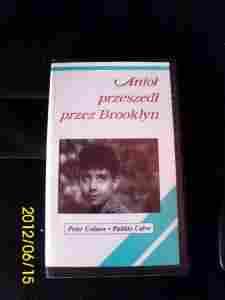 Anioł
przeszedł
przez Brooklyn
Peter Ustinov • Pablito Calvo
2012/06/15